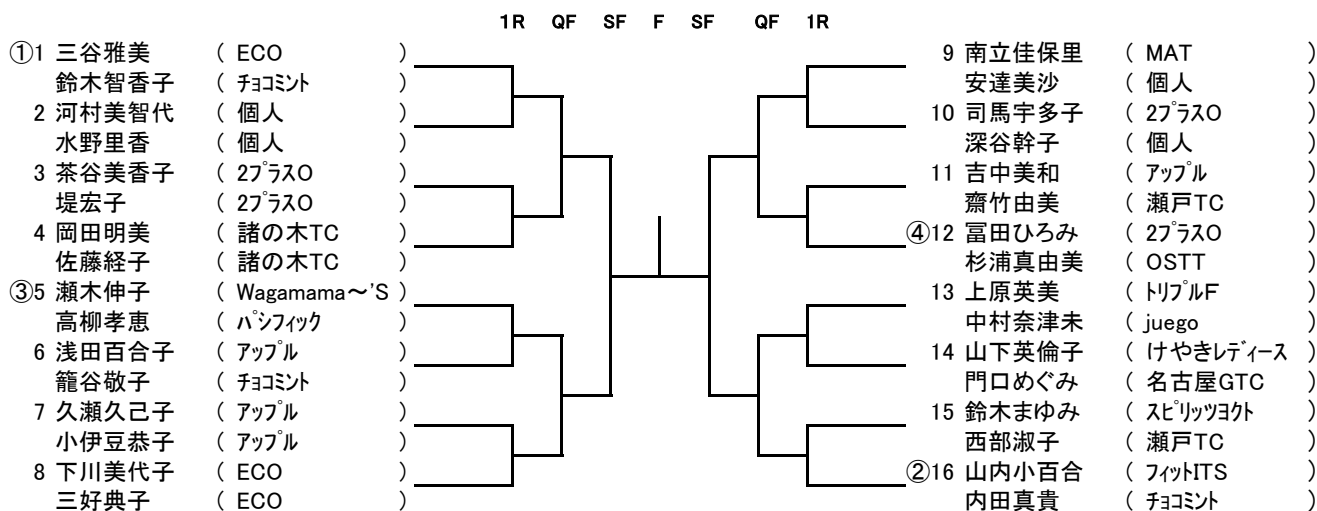 1R QF SF F SF QF 1R
①1 三谷雅美 ( ECO )
鈴木智香子 ( ﾁｮｺﾐﾝﾄ )
2 河村美智代 ( 個人 )
水野里香 ( 個人 )
3 茶谷美香子 ( 2ﾌﾟﾗｽO )
堤宏子 ( 2ﾌﾟﾗｽO )
4 岡田明美 ( 諸の木TC )
佐藤経子 ( 諸の木TC )
③5 瀬木伸子 ( Wagamama～'S )
高柳孝恵 ( ﾊﾟｼﾌｨｯｸ )
6 浅田百合子 ( ｱｯﾌﾟﾙ )
籠谷敬子 ( ﾁｮｺﾐﾝﾄ )
7 久瀬久己子 ( ｱｯﾌﾟﾙ )
小伊豆恭子 ( ｱｯﾌﾟﾙ )
8 下川美代子 ( ECO )
三好典子 ( ECO )
9 南立佳保里 ( MAT )
安達美沙 ( 個人 )
10 司馬宇多子 ( 2ﾌﾟﾗｽO )
深谷幹子 ( 個人 )
11 吉中美和 ( ｱｯﾌﾟﾙ )
齋竹由美 ( 瀬戸TC )
④12 冨田ひろみ ( 2ﾌﾟﾗｽO )
杉浦真由美 ( OSTT )
13 上原英美 ( ﾄﾘﾌﾟﾙF )
中村奈津未 ( juego )
14 山下英倫子 ( けやきﾚﾃﾞｨｰｽ )
門口めぐみ ( 名古屋GTC )
15 鈴木まゆみ ( ｽﾋﾟﾘｯﾂﾖｸﾄ )
西部淑子 ( 瀬戸TC )
②16 山内小百合 ( ﾌｨｯﾄITS )
内田真貴 ( ﾁｮｺﾐﾝﾄ )